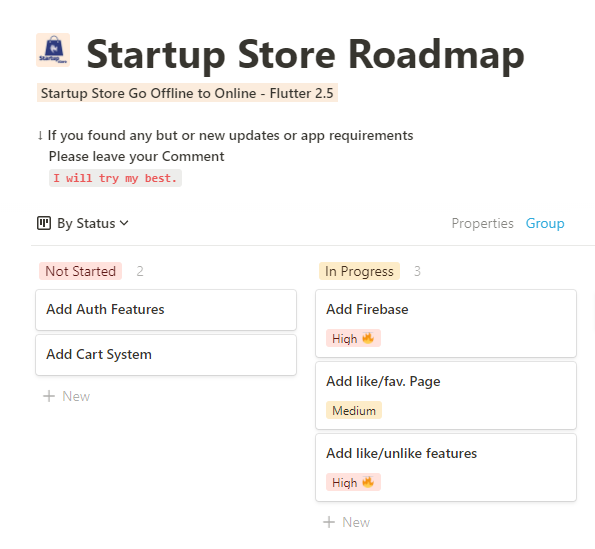 Startup Store Roadmap
Startup Store Go Offline to Online - Flutter 2.5
↓ If you found any but or new updates or app requirements
Please leave your Comment
I will try my best.
By Status
Properties Group
Not Started 2
Add Auth Features
Add Cart System
+ New
In Progress 3
Add Firebase
High 🔥
Add like/fav. Page
Medium
Add like/unlike features
High 🔥
+ New